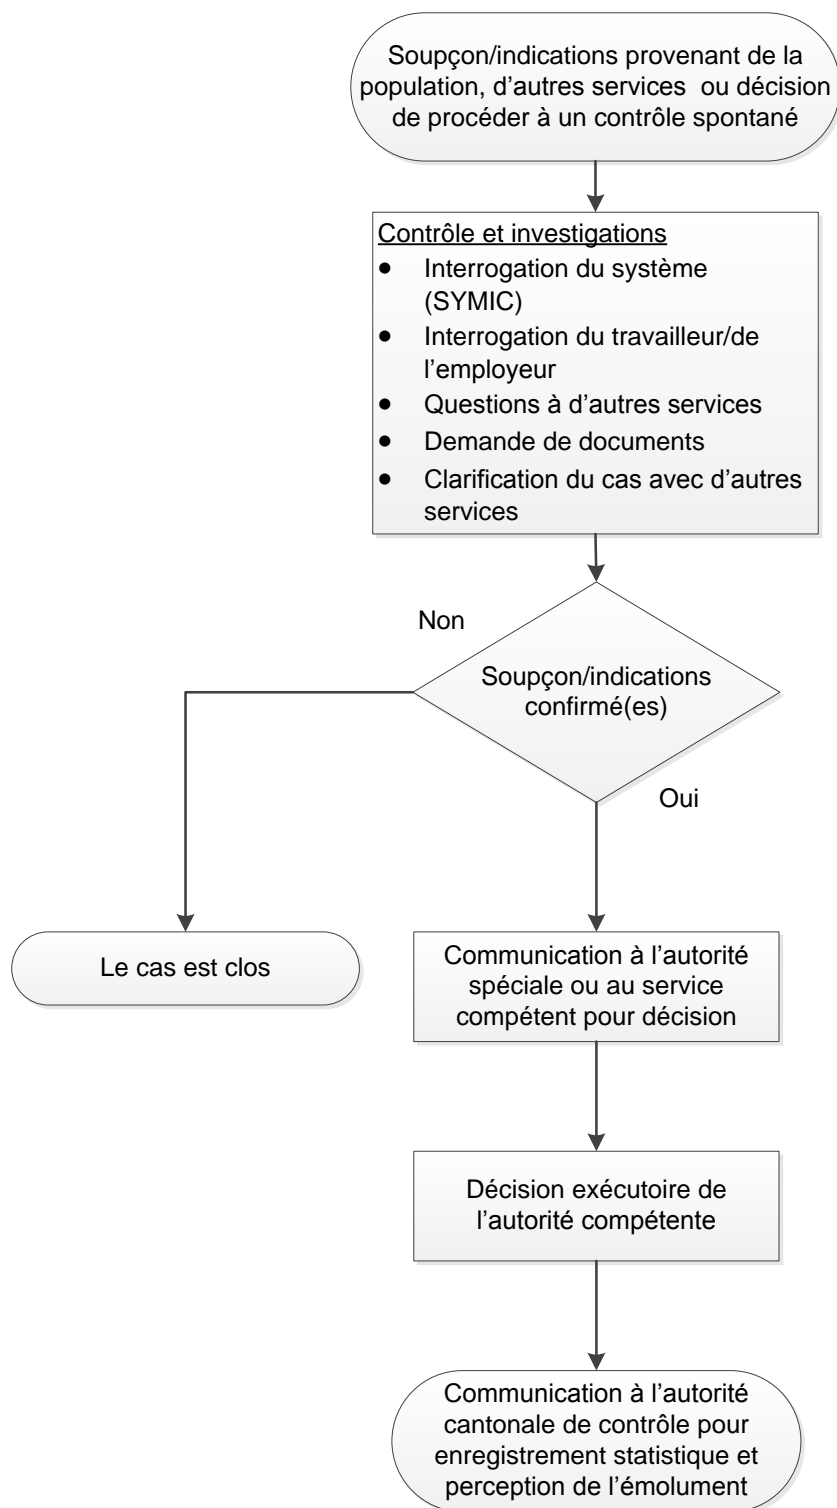 Soupçon/indications provenant de la
population, d’autres services ou décision
de procéder à un contrôle spontané
Contrôle et investigations
• Interrogation du système
(SYMIC)
• Interrogation du travailleur/de
l’employeur
• Questions à d’autres services
• Demande de documents
• Clarification du cas avec d’autres
services
Non
Soupçon/indications
confirmé(es)
Oui
Le cas est clos
Communication à l’autorité
spéciale ou au service
compétent pour décision
Décision exécutoire de
l’autorité compétente
Communication à l’autorité
cantonale de contrôle pour
enregistrement statistique et
perception de l’émolument